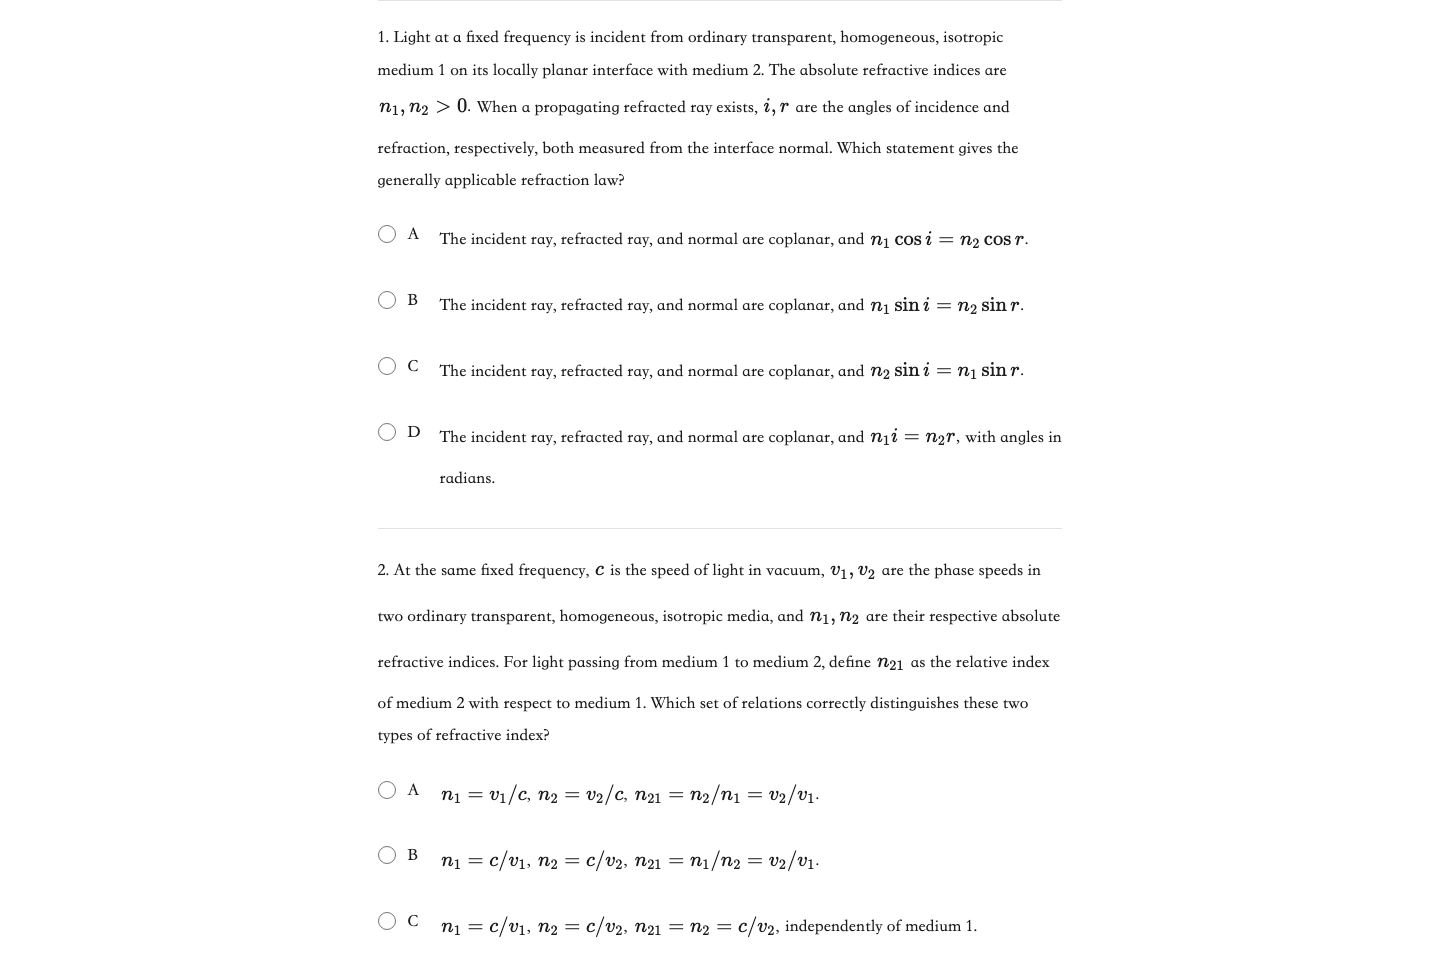 1. Light at a fixed frequency is incident from ordinary transparent, homogeneous, isotropic
medium 1 on its locally planar interface with medium 2. The absolute refractive indices are
n₁, n₂ > 0. When a propagating refracted ray exists, i, r are the angles of incidence and
refraction, respectively, both measured from the interface normal. Which statement gives the
generally applicable refraction law?
A The incident ray, refracted ray, and normal are coplanar, and n₁ cos i = n₂ cos r.
B The incident ray, refracted ray, and normal are coplanar, and n₁ sin i = n₂ sin r.
C The incident ray, refracted ray, and normal are coplanar, and n₂ sin i = n₁ sin r.
D The incident ray, refracted ray, and normal are coplanar, and n₁i = n₂r, with angles in
radians.
2. At the same fixed frequency, c is the speed of light in vacuum, v₁, v₂ are the phase speeds in
two ordinary transparent, homogeneous, isotropic media, and n₁, n₂ are their respective absolute
refractive indices. For light passing from medium 1 to medium 2, define n₂₁ as the relative index
of medium 2 with respect to medium 1. Which set of relations correctly distinguishes these two
types of refractive index?
A n₁ = v₁/c, n₂ = v₂/c, n₂₁ = n₂/n₁ = v₂/v₁.
B n₁ = c/v₁, n₂ = c/v₂, n₂₁ = n₁/n₂ = v₂/v₁.
C n₁ = c/v₁, n₂ = c/v₂, n₂₁ = n₂ = c/v₂, independently of medium 1.